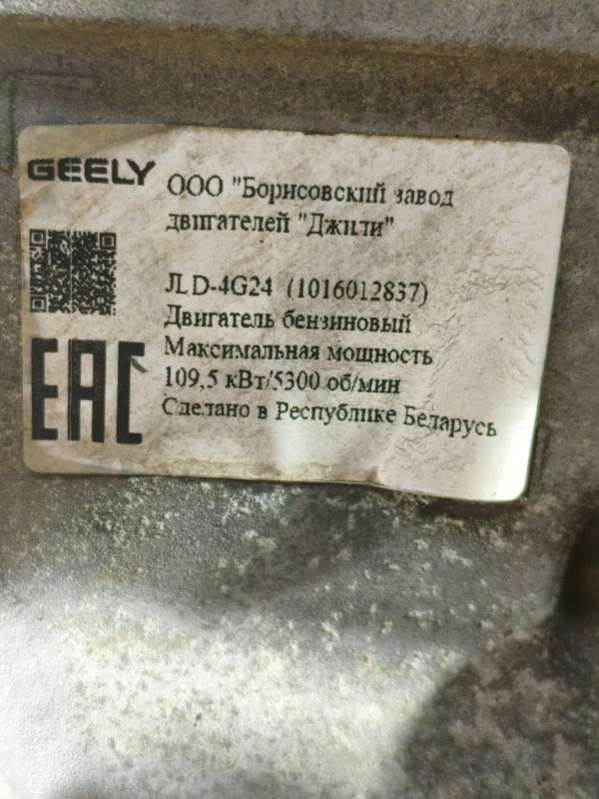 GEELY
ООО "Борисовский завод
двигателей "Джили"
JLD-4G24 (1016012837)
Двигатель бензиновый
Максимальная мощность
109,5 кВт/5300 об/мин
Сделано в Республике Беларусь
EAC